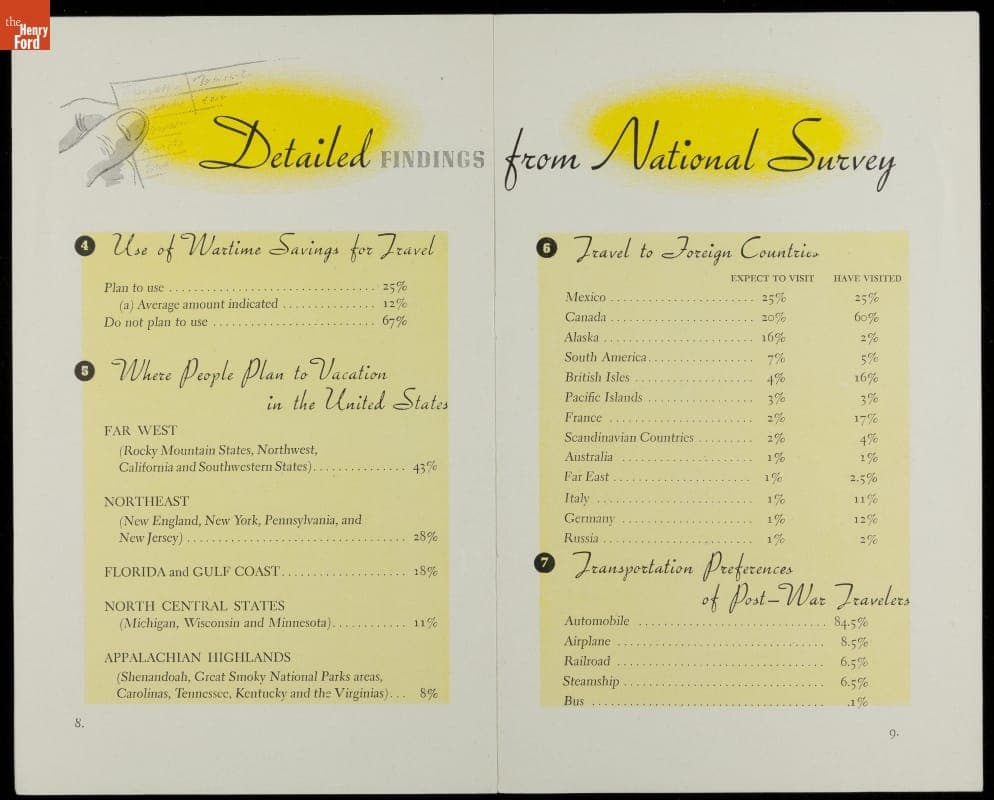 the
Henry
Ford
Detailed FINDINGS from National Survey
4 Use of Wartime Savings for Travel
Plan to use ............................... 25%
(a) Average amount indicated .............. 12%
Do not plan to use ........................ 67%
5 Where People Plan to Vacation
in the United States
FAR WEST
(Rocky Mountain States, Northwest,
California and Southwestern States).............. 43%
NORTHEAST
(New England, New York, Pennsylvania, and
New Jersey) .................................. 28%
FLORIDA and GULF COAST................... 18%
NORTH CENTRAL STATES
(Michigan, Wisconsin and Minnesota)........... 11%
APPALACHIAN HIGHLANDS
(Shenandoah, Great Smoky National Parks areas,
Carolinas, Tennessee, Kentucky and the Virginias)... 8%
8.
6 Travel to Foreign Countries
EXPECT TO VISIT HAVE VISITED
Mexico ...................... 25% 25%
Canada ...................... 20% 60%
Alaska ....................... 16% 2%
South America................ 7% 5%
British Isles .................. 4% 16%
Pacific Islands ................ 3% 3%
France ...................... 2% 17%
Scandinavian Countries ......... 2% 4%
Australia .................... 1% 1%
Far East ..................... 1% 2.5%
Italy ........................ 1% 11%
Germany .................... 1% 12%
Russia ....................... 1% 2%
7 Transportation Preferences
of Post-War Travelers
Automobile ............................ 84.5%
Airplane ............................... 8.5%
Railroad ............................... 6.5%
Steamship .............................. 6.5%
Bus ................................... .1%
9.